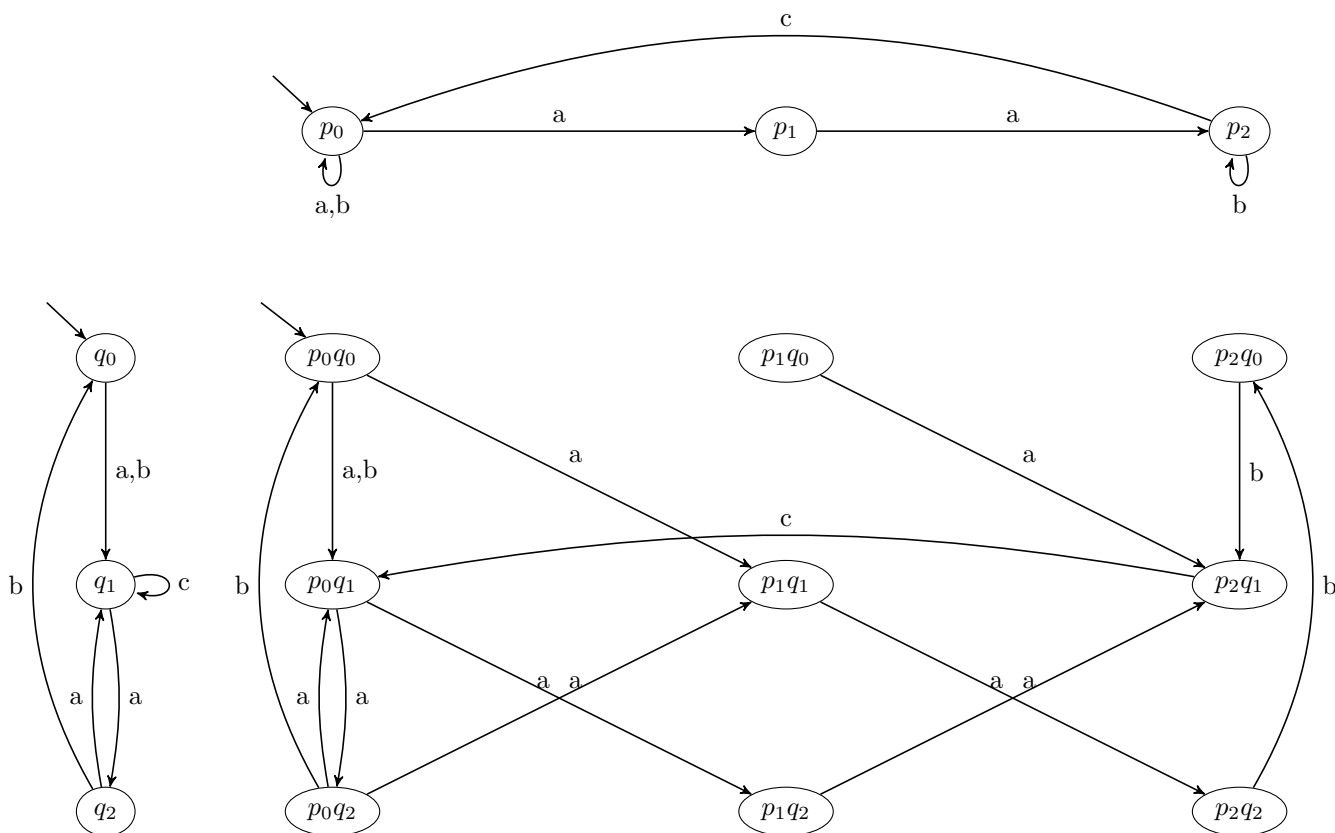 c
p₀ a p₁ a p₂
a,b b
q₀ p₀q₀ p₁q₀ p₂q₀
a a
a,b a,b b
c
b q₁ c b p₀q₁ p₁q₁ p₂q₁ b
a a a a a a a a
q₂ p₀q₂ p₁q₂ p₂q₂